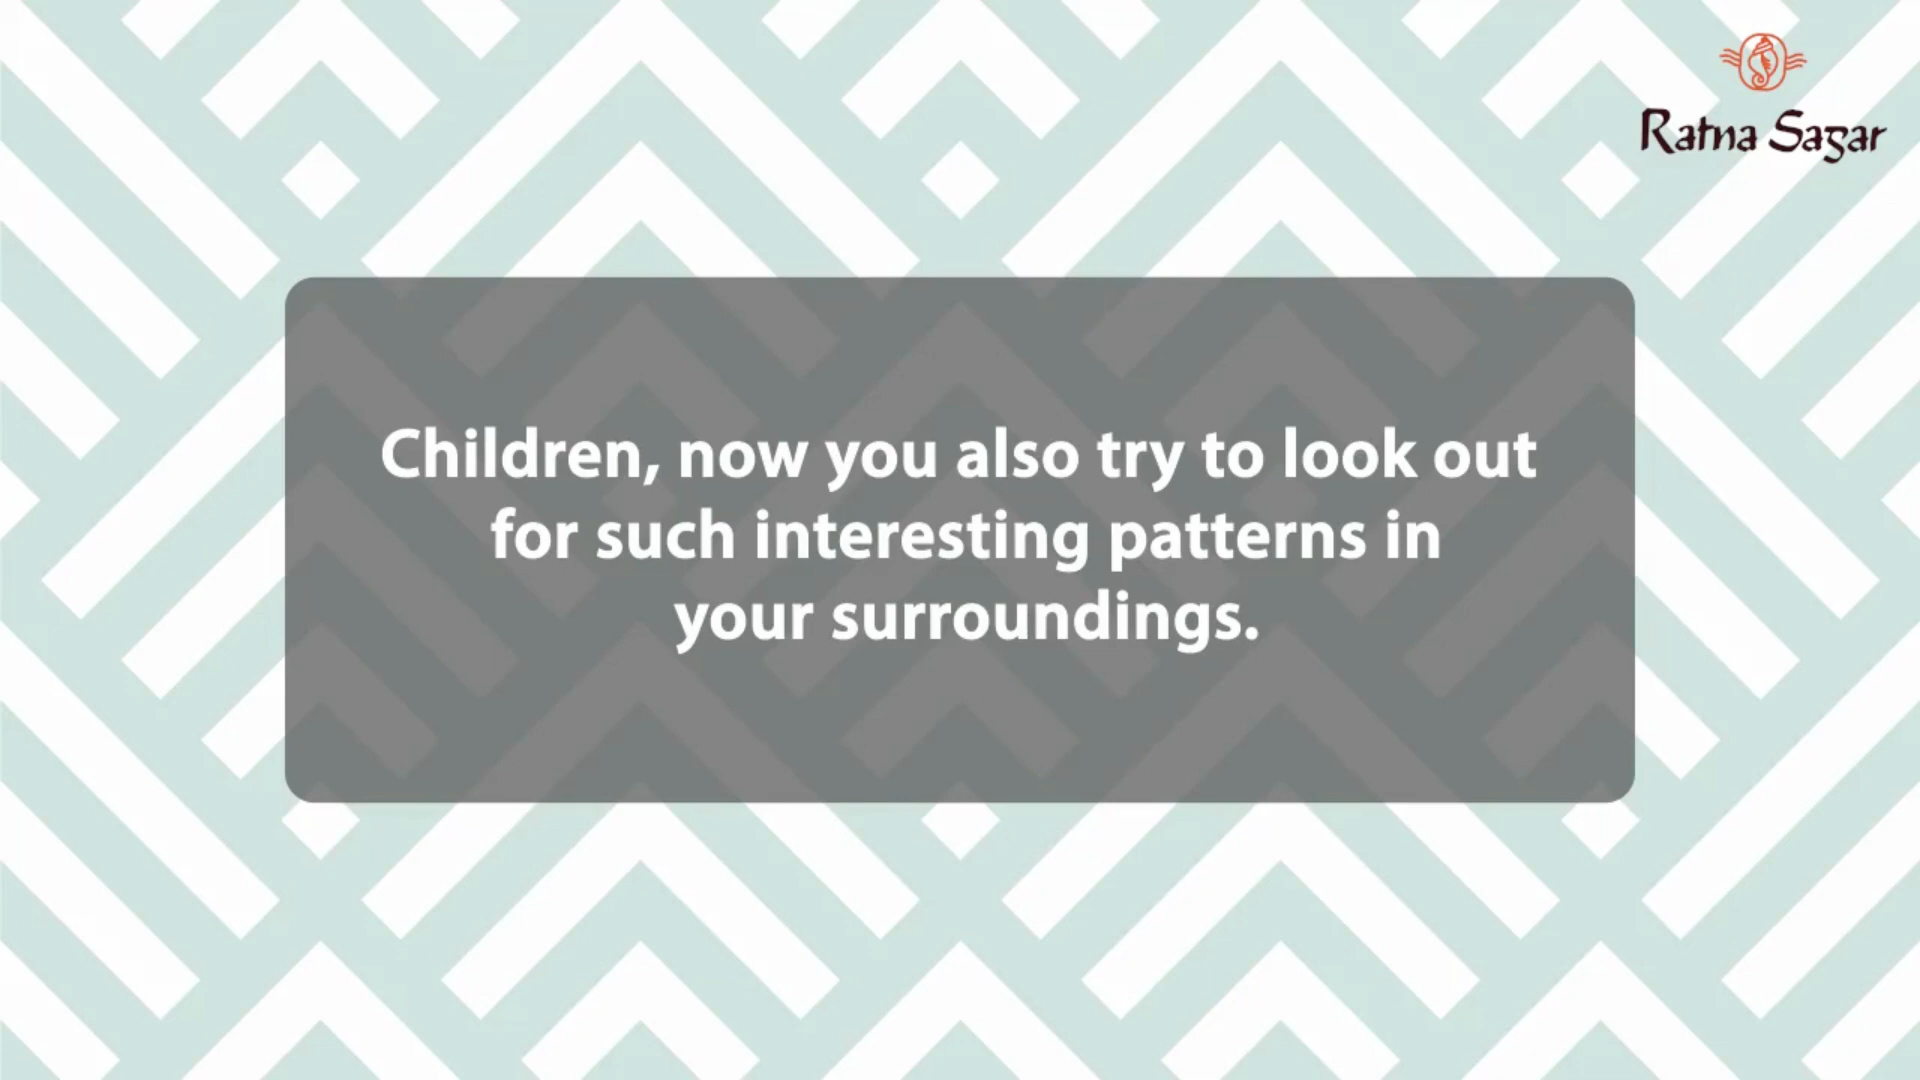 Ratna Sagar
Children, now you also try to look out
for such interesting patterns in
your surroundings.